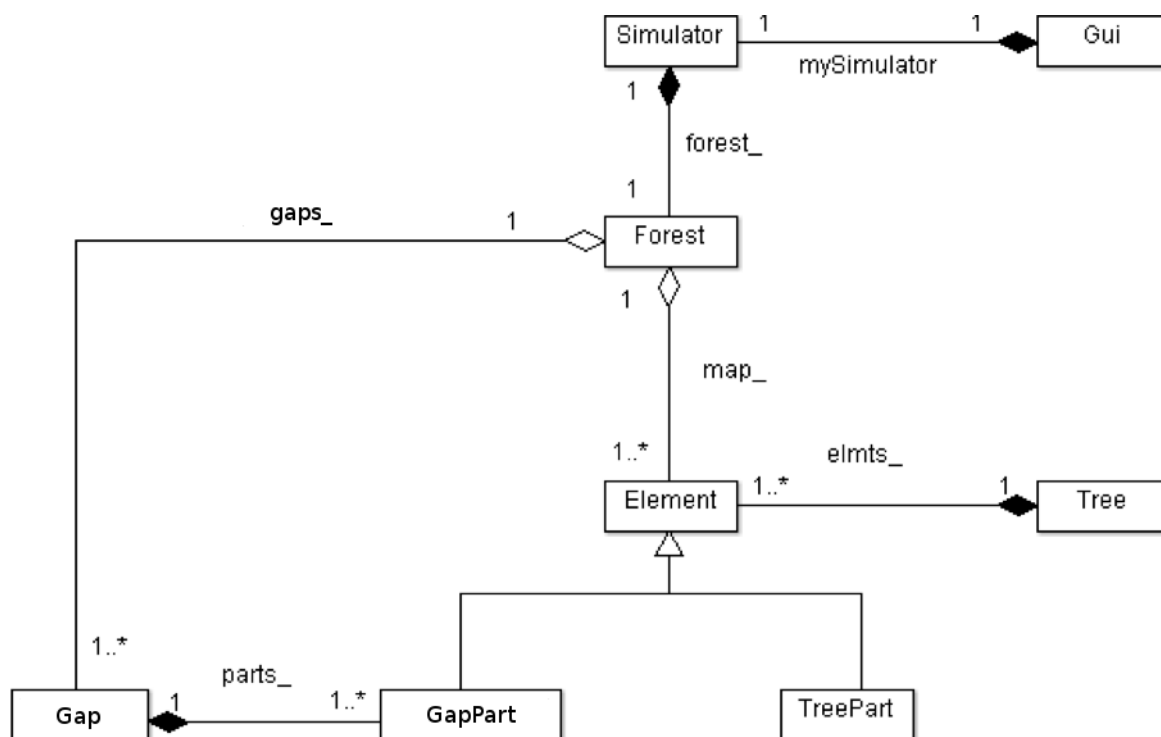 Simulator
1
1
Gui
mySimulator
1
forest_
1
gaps_
1
Forest
1
map_
1..*
elmts_
Element
1..*
1
Tree
1..*
parts_
Gap
1
1..*
GapPart
TreePart